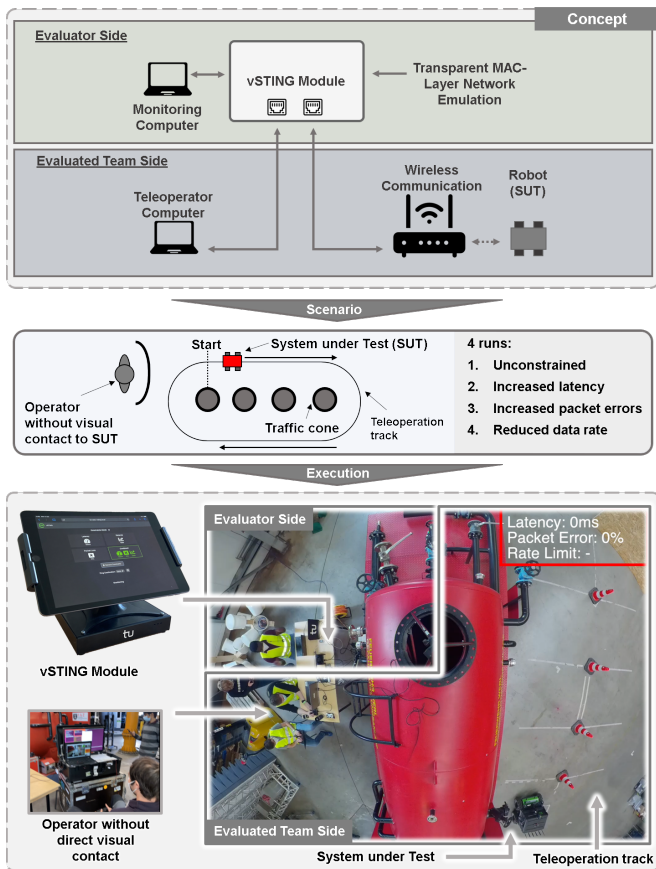 Concept
Evaluator Side
vSTING Module
Monitoring
Computer
Transparent MAC-
Layer Network
Emulation
Evaluated Team Side
Teleoperator
Computer
Wireless
Communication
Robot
(SUT)
Scenario
Start
System under Test (SUT)
Operator
without visual
contact to SUT
Traffic cone
Teleoperation
track
4 runs:
1. Unconstrained
2. Increased latency
3. Increased packet errors
4. Reduced data rate
Execution
Evaluator Side
Latency: 0ms
Packet Error: 0%
Rate Limit: -
tu
vSTING Module
tu
Operator without
direct visual
contact
Evaluated Team Side
System under Test
Teleoperation track